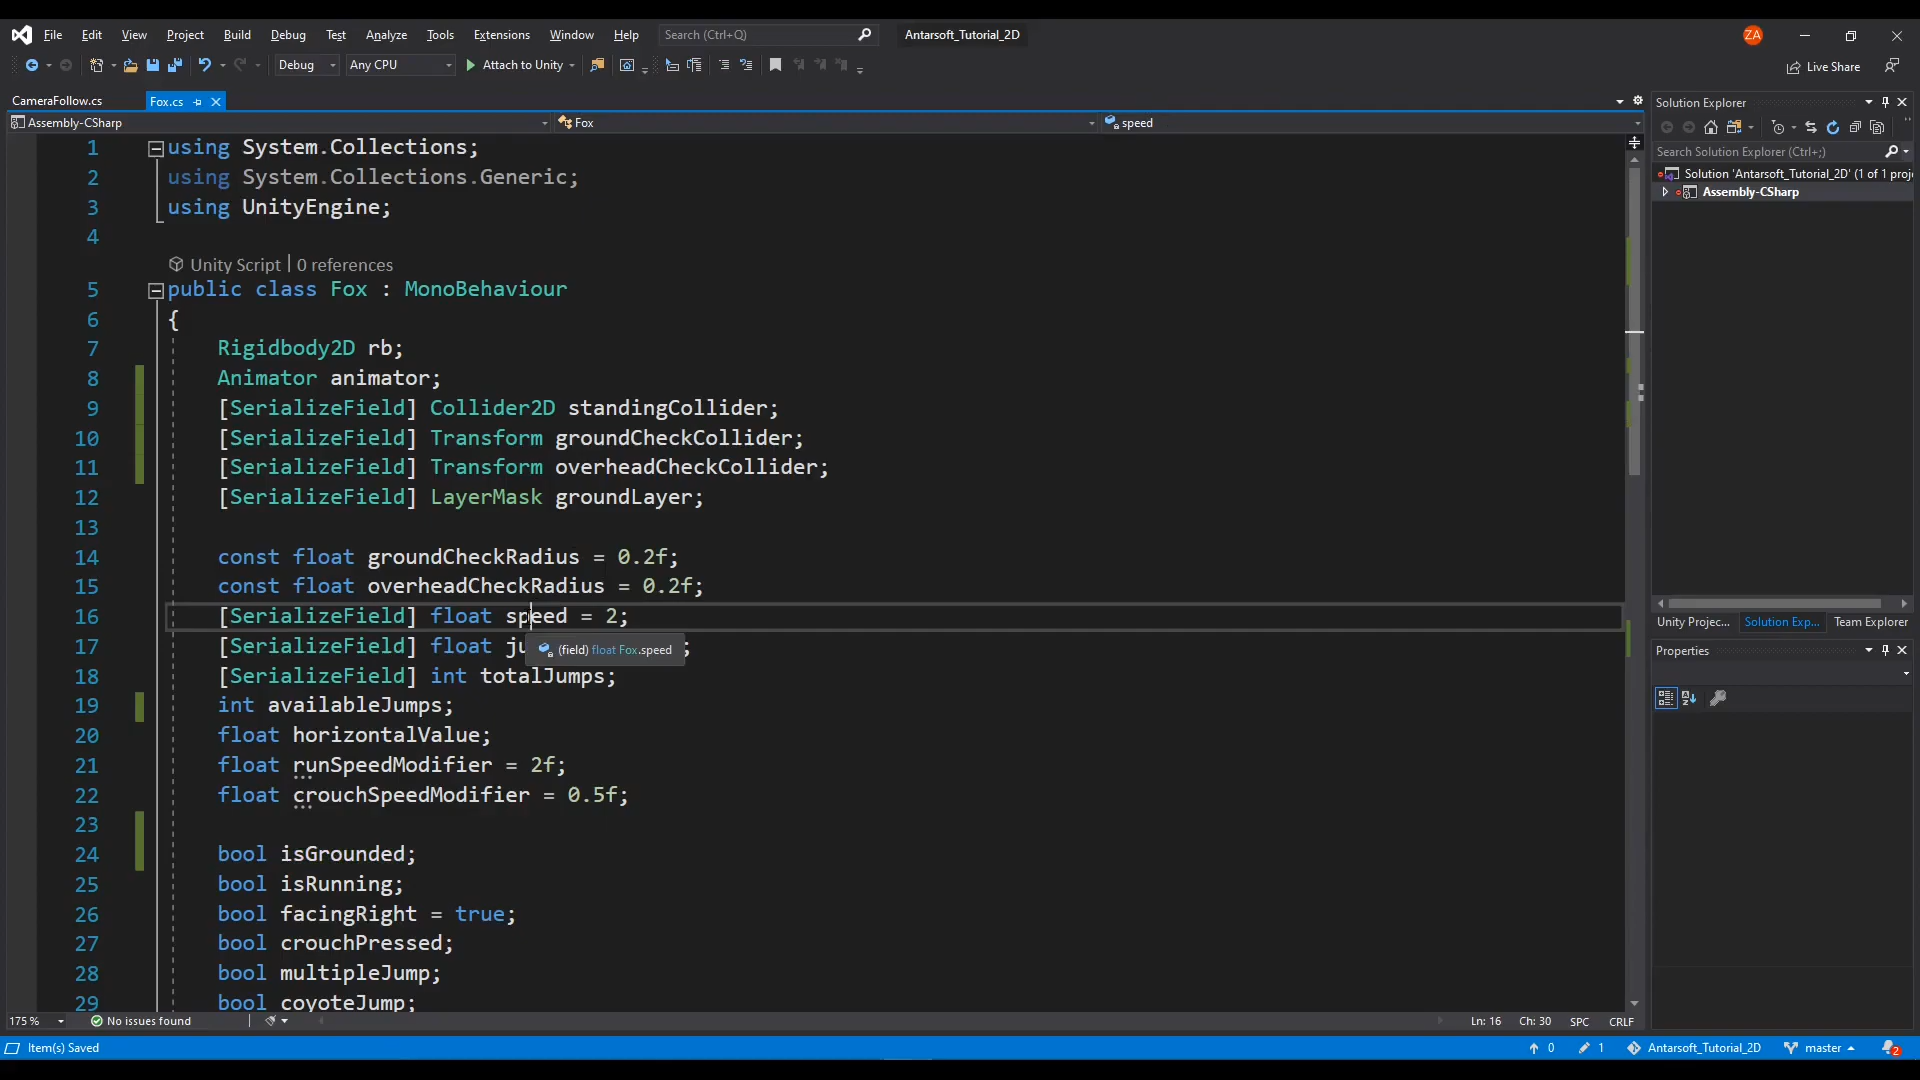 File Edit View Project Build Debug Test Analyze Tools Extensions Window Help Search (Ctrl+Q) Antarsoft_Tutorial_2D ZA
Debug Any CPU Attach to Unity Live Share
CameraFollow.cs Fox.cs
Assembly-CSharp Fox speed
1 using System.Collections;
2 using System.Collections.Generic;
3 using UnityEngine;
4
Unity Script | 0 references
5 public class Fox : MonoBehaviour
6 {
7 Rigidbody2D rb;
8 Animator animator;
9 [SerializeField] Collider2D standingCollider;
10 [SerializeField] Transform groundCheckCollider;
11 [SerializeField] Transform overheadCheckCollider;
12 [SerializeField] LayerMask groundLayer;
13
14 const float groundCheckRadius = 0.2f;
15 const float overheadCheckRadius = 0.2f;
16 [SerializeField] float speed = 2;
17 [SerializeField] float ju ;
(field) float Fox.speed
18 [SerializeField] int totalJumps;
19 int availableJumps;
20 float horizontalValue;
21 float runSpeedModifier = 2f;
22 float crouchSpeedModifier = 0.5f;
23
24 bool isGrounded;
25 bool isRunning;
26 bool facingRight = true;
27 bool crouchPressed;
28 bool multipleJump;
29 bool coyoteJump;
175 % No issues found Ln: 16 Ch: 30 SPC CRLF
Solution Explorer
Search Solution Explorer (Ctrl+;)
Solution 'Antarsoft_Tutorial_2D' (1 of 1 proj
Assembly-CSharp
Unity Projec... Solution Exp... Team Explorer
Properties
Item(s) Saved 0 1 Antarsoft_Tutorial_2D master 2